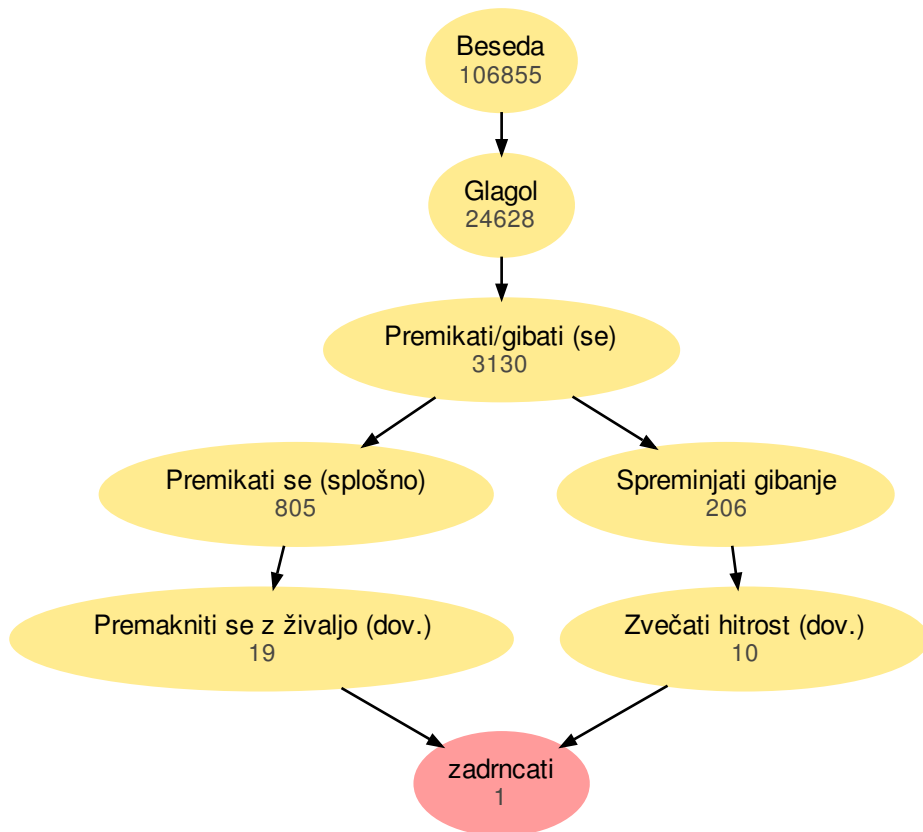 Beseda
106855
Glagol
24628
Premikati/gibati (se)
3130
Premikati se (splošno)
805
Spreminjati gibanje
206
Premakniti se z živaljo (dov.)
19
Zvečati hitrost (dov.)
10
zadrncati
1